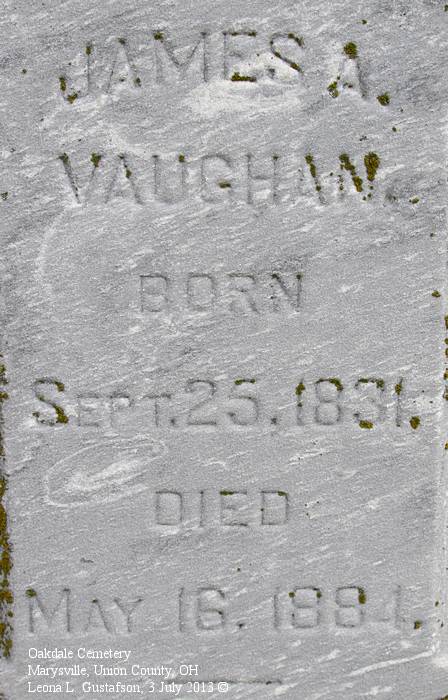 JAMES A.
VAUGHAN
BORN
SEPT. 25, 1831.
DIED
MAY 16, 1884.
Oakdale Cemetery
Marysville, Union County, OH
Leona L. Gustafson, 3 July 2013 ©